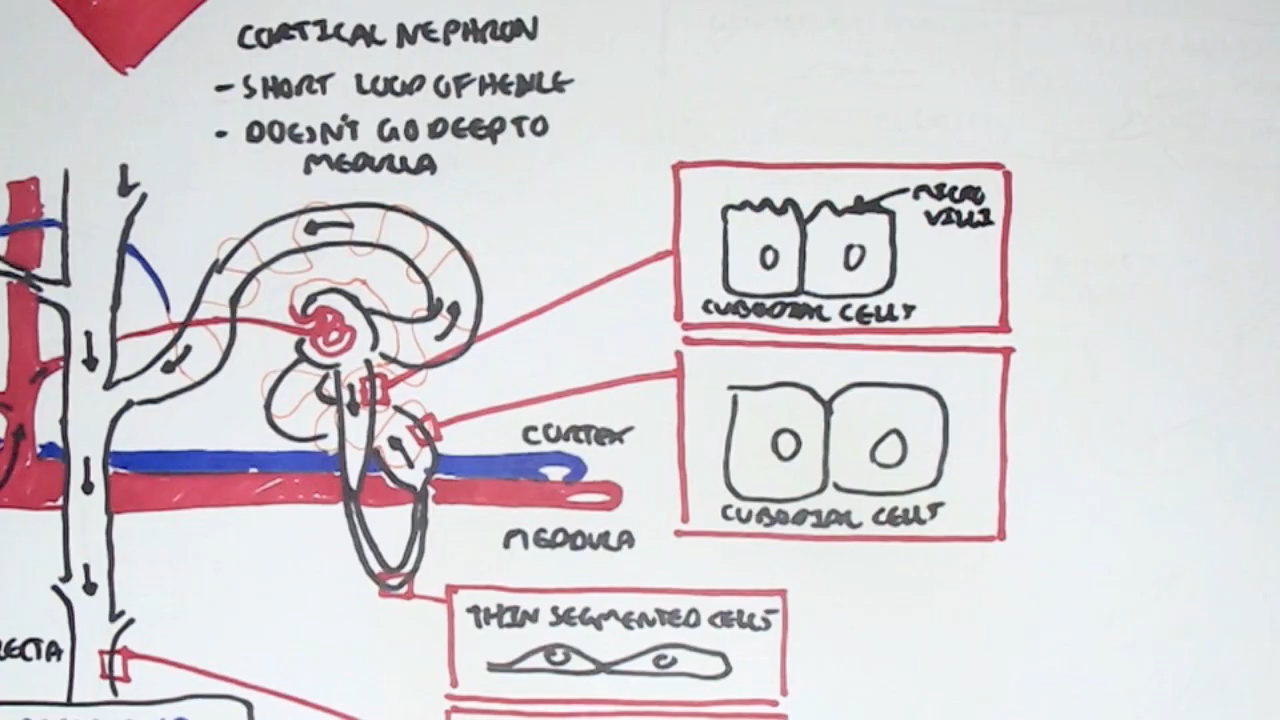 CORTICAL NEPHRON
- SHORT LOOP OF HENLE
- DOESN'T GO DEEP TO
MEDULLA
MICRO
VILLI
CUBOIDAL CELLS
CORTEX
CUBOIDAL CELLS
MEDDULA
THIN SEGMENTED CELLS
RECTA